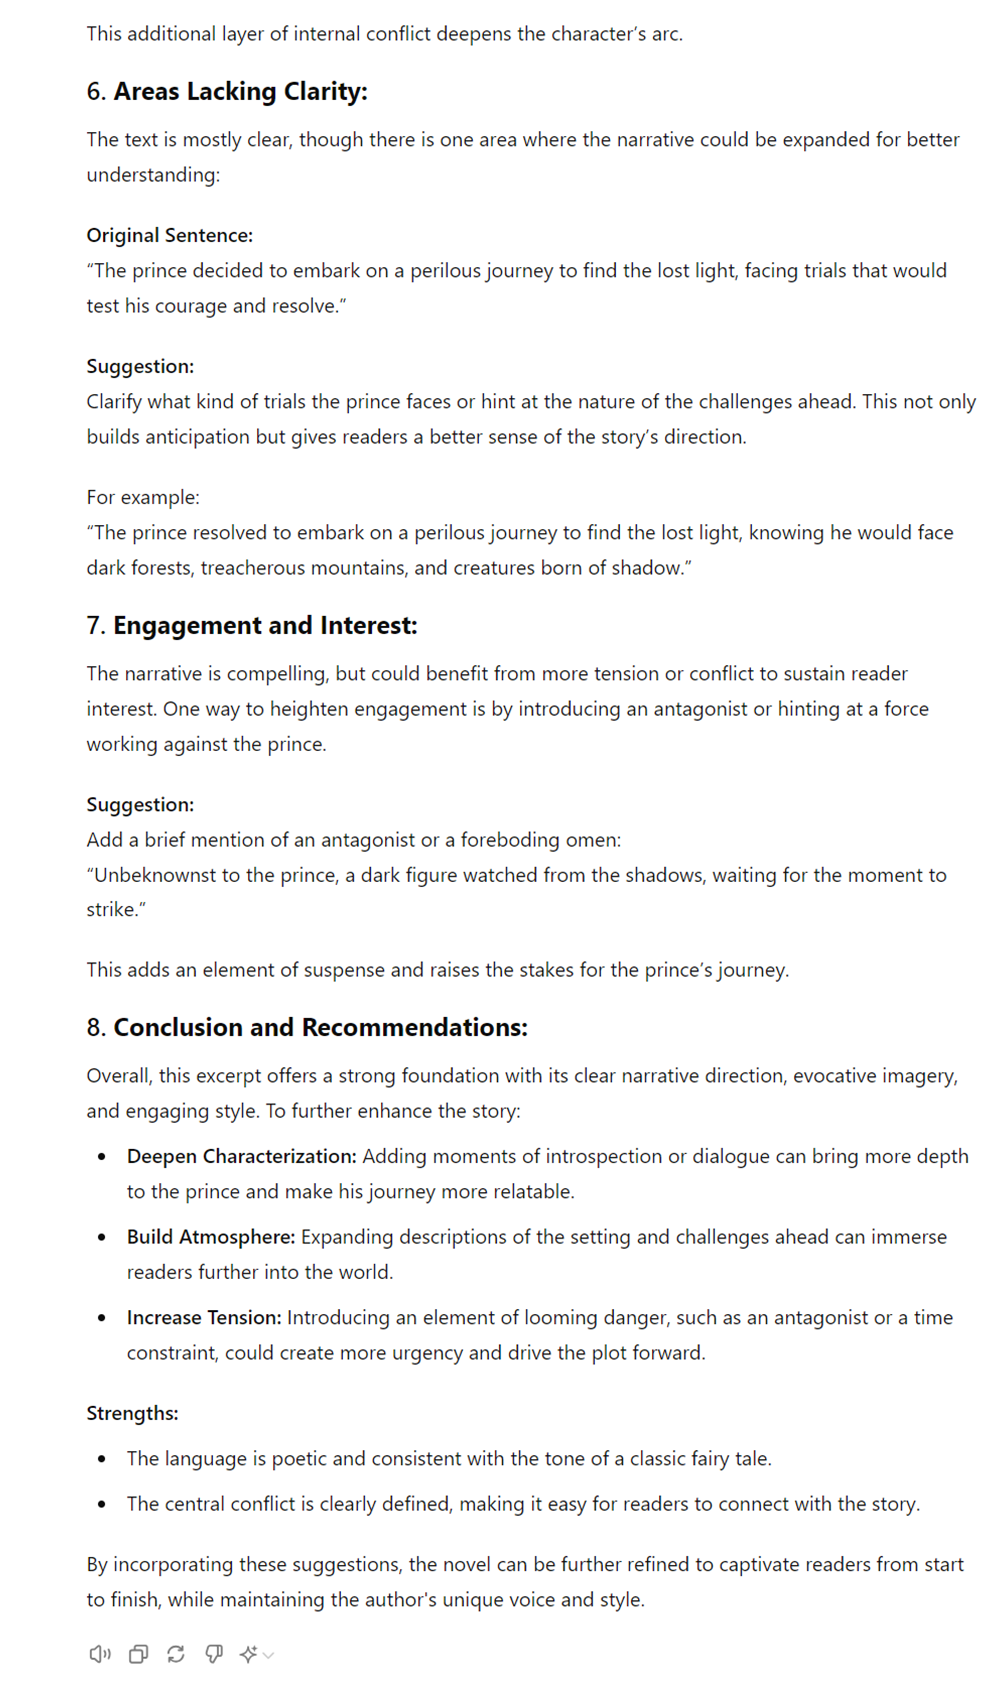 This additional layer of internal conflict deepens the character’s arc.
6. Areas Lacking Clarity:
The text is mostly clear, though there is one area where the narrative could be expanded for better
understanding:
Original Sentence:
“The prince decided to embark on a perilous journey to find the lost light, facing trials that would
test his courage and resolve.”
Suggestion:
Clarify what kind of trials the prince faces or hint at the nature of the challenges ahead. This not only
builds anticipation but gives readers a better sense of the story’s direction.
For example:
“The prince resolved to embark on a perilous journey to find the lost light, knowing he would face
dark forests, treacherous mountains, and creatures born of shadow.”
7. Engagement and Interest:
The narrative is compelling, but could benefit from more tension or conflict to sustain reader
interest. One way to heighten engagement is by introducing an antagonist or hinting at a force
working against the prince.
Suggestion:
Add a brief mention of an antagonist or a foreboding omen:
“Unbeknownst to the prince, a dark figure watched from the shadows, waiting for the moment to
strike.”
This adds an element of suspense and raises the stakes for the prince’s journey.
8. Conclusion and Recommendations:
Overall, this excerpt offers a strong foundation with its clear narrative direction, evocative imagery,
and engaging style. To further enhance the story:
• Deepen Characterization: Adding moments of introspection or dialogue can bring more depth
to the prince and make his journey more relatable.
• Build Atmosphere: Expanding descriptions of the setting and challenges ahead can immerse
readers further into the world.
• Increase Tension: Introducing an element of looming danger, such as an antagonist or a time
constraint, could create more urgency and drive the plot forward.
Strengths:
• The language is poetic and consistent with the tone of a classic fairy tale.
• The central conflict is clearly defined, making it easy for readers to connect with the story.
By incorporating these suggestions, the novel can be further refined to captivate readers from start
to finish, while maintaining the author's unique voice and style.